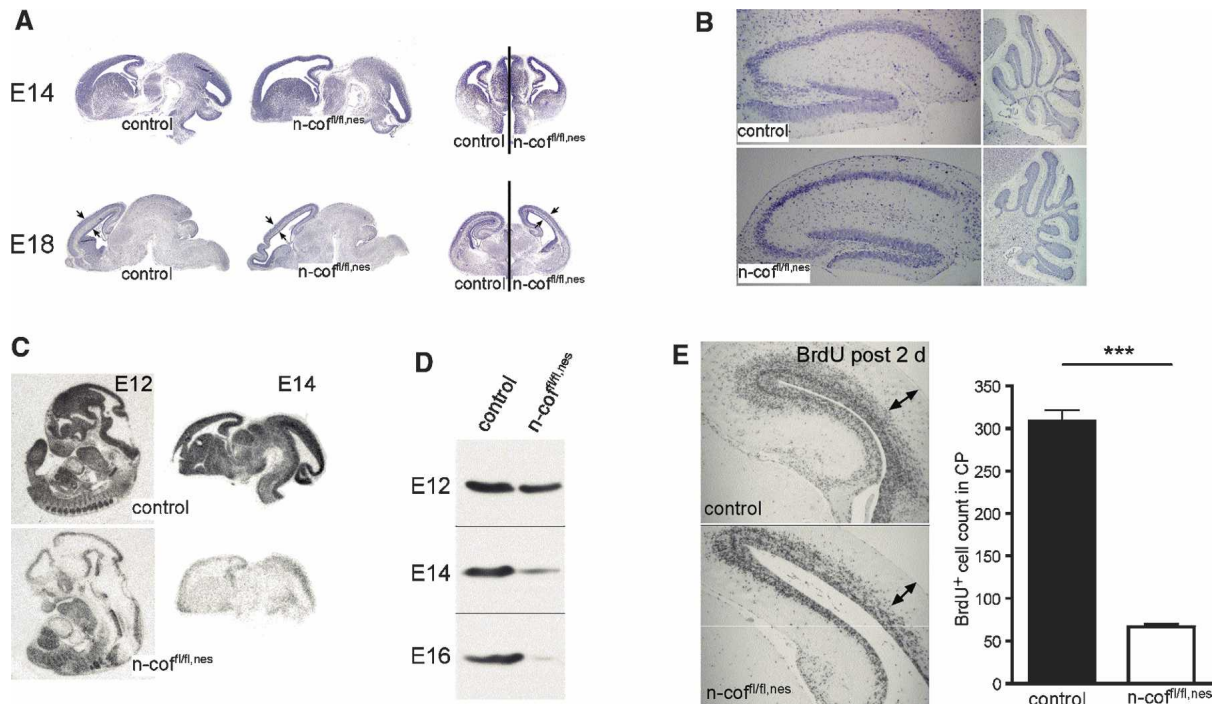 A
E14
control
n-cof^fl/fl,nes
control n-cof^fl/fl,nes
E18
control
n-cof^fl/fl,nes
control n-cof^fl/fl,nes
B
control
n-cof^fl/fl,nes
C
E12
E14
control
n-cof^fl/fl,nes
D
control
n-cof^fl/fl,nes
E12
E14
E16
E
BrdU post 2 d
control
n-cof^fl/fl,nes
***
BrdU⁺ cell count in CP
350
300
250
200
150
100
50
0
control
n-cof^fl/fl,nes